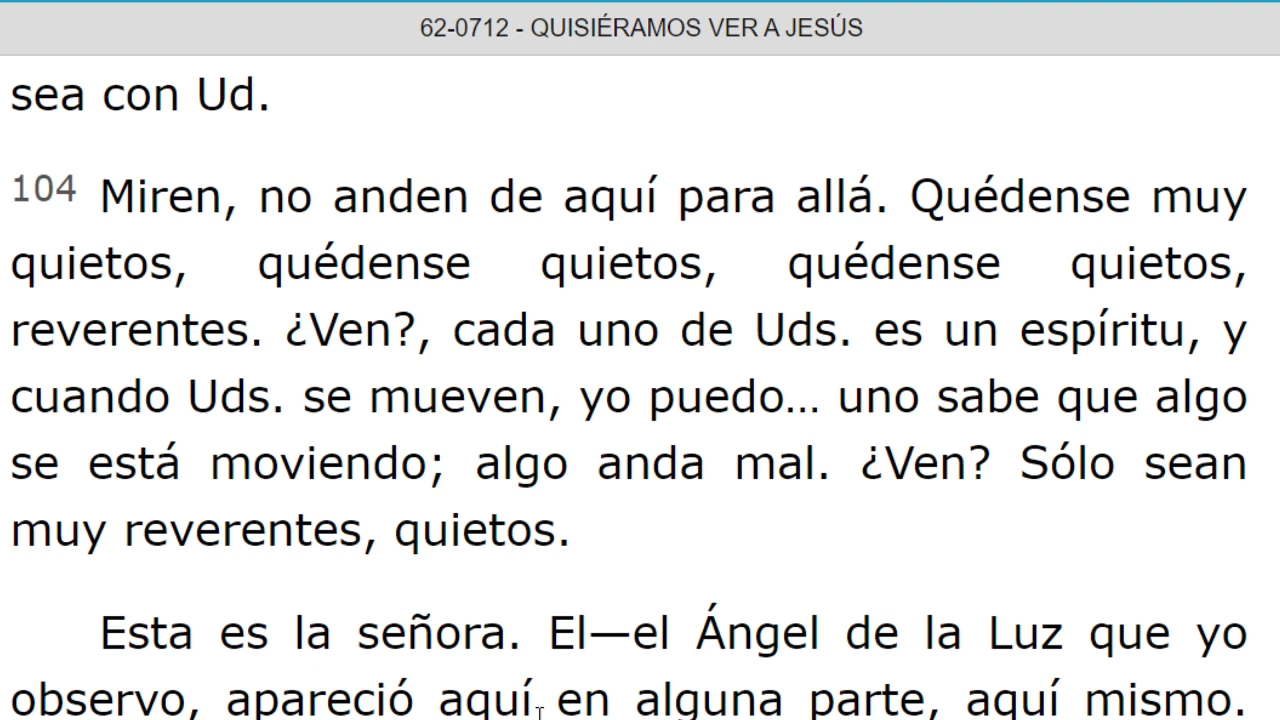 62-0712 - QUISIÉRAMOS VER A JESÚS
sea con Ud.
104 Miren, no anden de aquí para allá. Quédense muy
quietos, quédense quietos, quédense quietos,
reverentes. ¿Ven?, cada uno de Uds. es un espíritu, y
cuando Uds. se mueven, yo puedo… uno sabe que algo
se está moviendo; algo anda mal. ¿Ven? Sólo sean
muy reverentes, quietos.
Esta es la señora. El—el Ángel de la Luz que yo
observo, apareció aquí en alguna parte, aquí mismo.